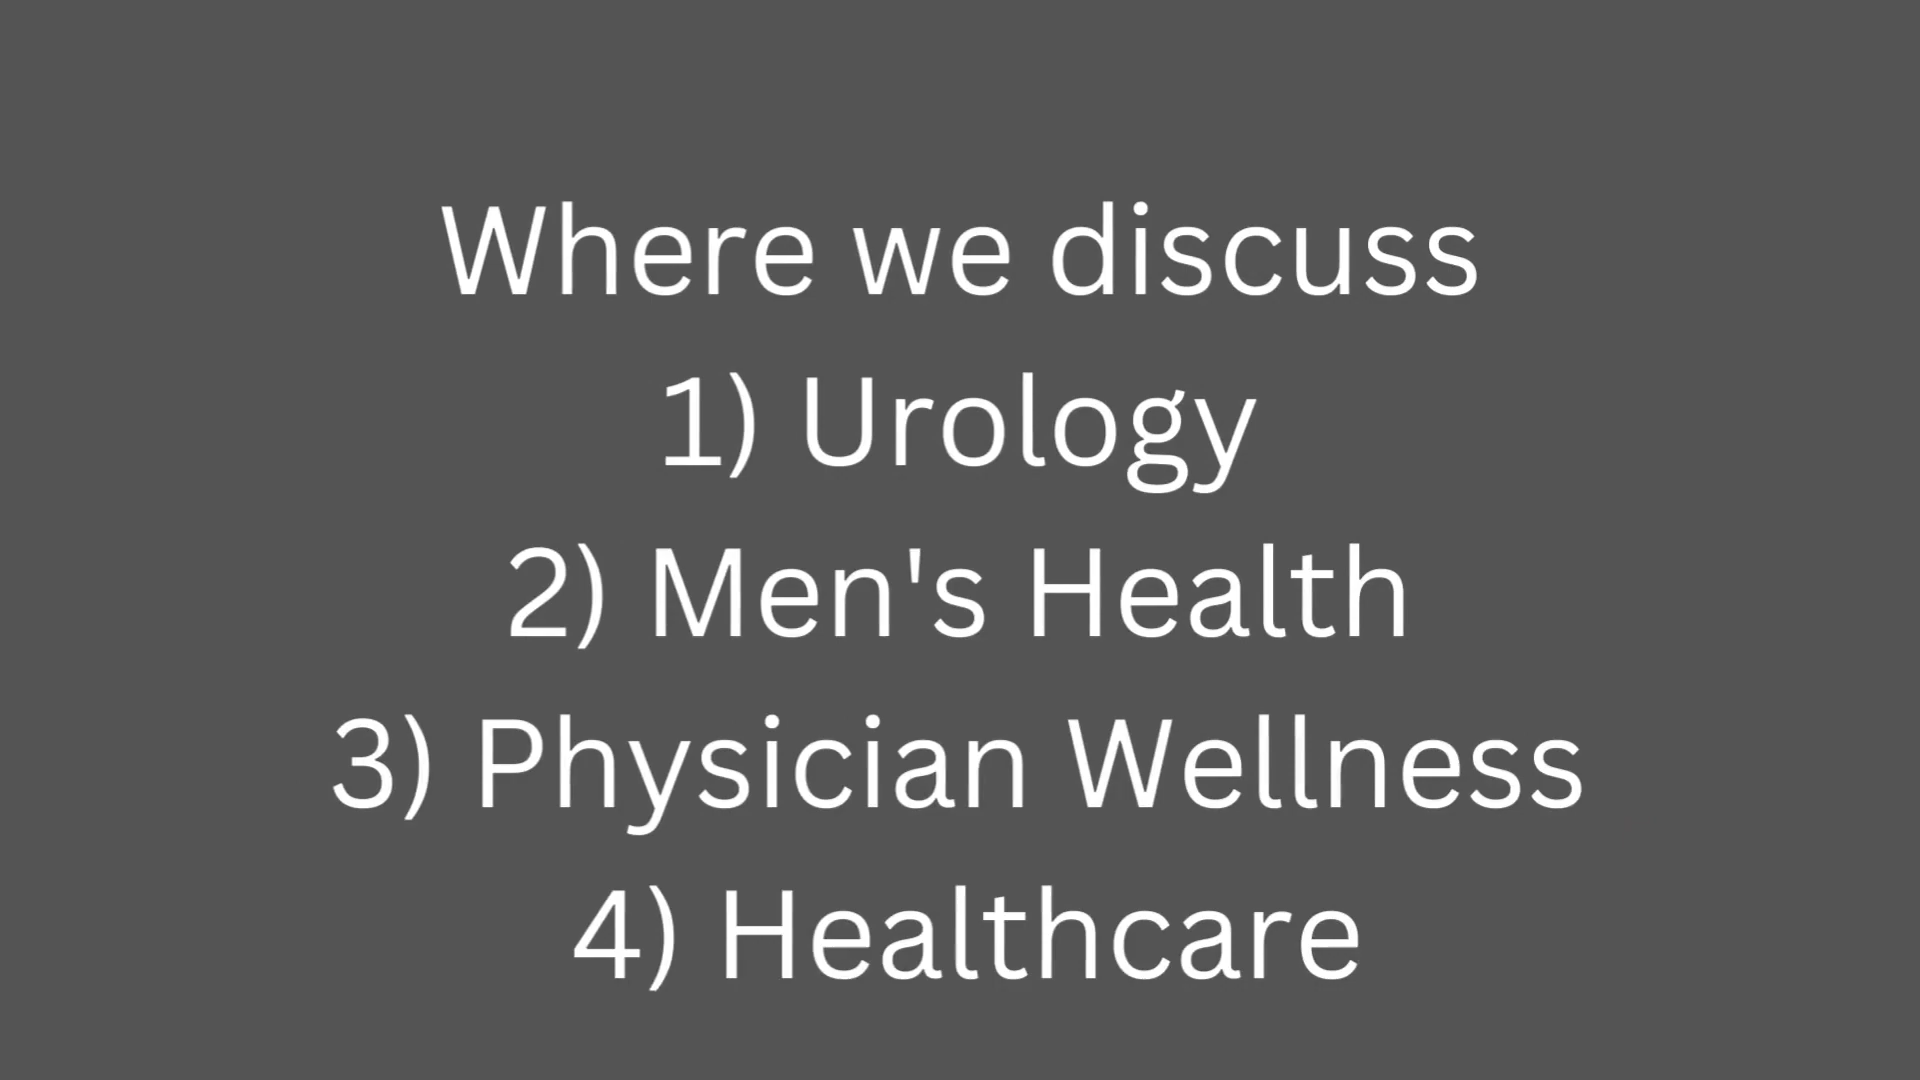 Where we discuss
1) Urology
2) Men's Health
3) Physician Wellness
4) Healthcare